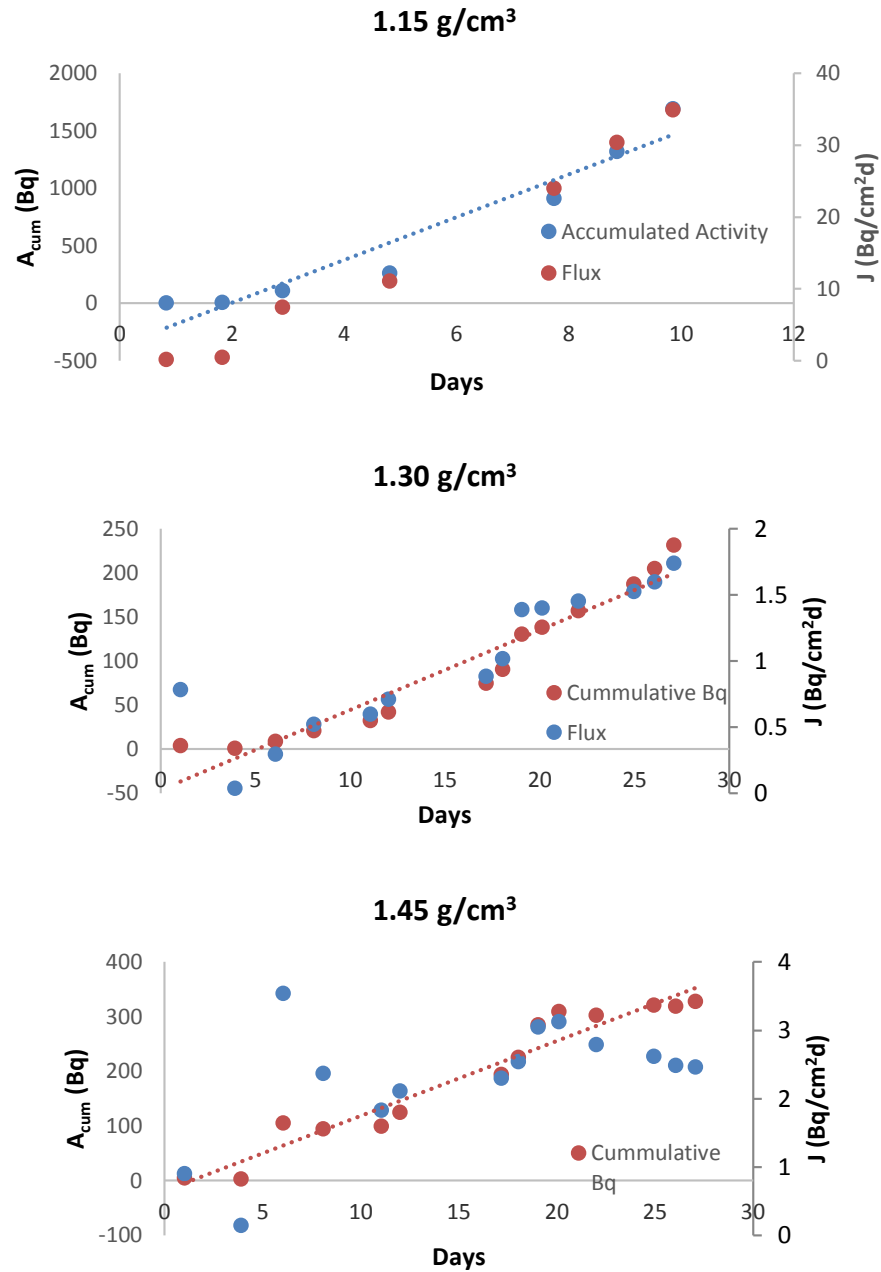 1.15 g/cm³
2000
1500
1000
500
0
-500
A_cum (Bq)
40
30
20
10
0
J (Bq/cm²d)
0 2 4 6 8 10 12
Days
Accumulated Activity
Flux
1.30 g/cm³
250
200
150
100
50
0
-50
A_cum (Bq)
2
1.5
1
0.5
0
J (Bq/cm²d)
0 5 10 15 20 25 30
Days
Cummulative Bq
Flux
1.45 g/cm³
400
300
200
100
0
-100
A_cum (Bq)
4
3
2
1
0
J (Bq/cm²d)
0 5 10 15 20 25 30
Days
Cummulative
Bq